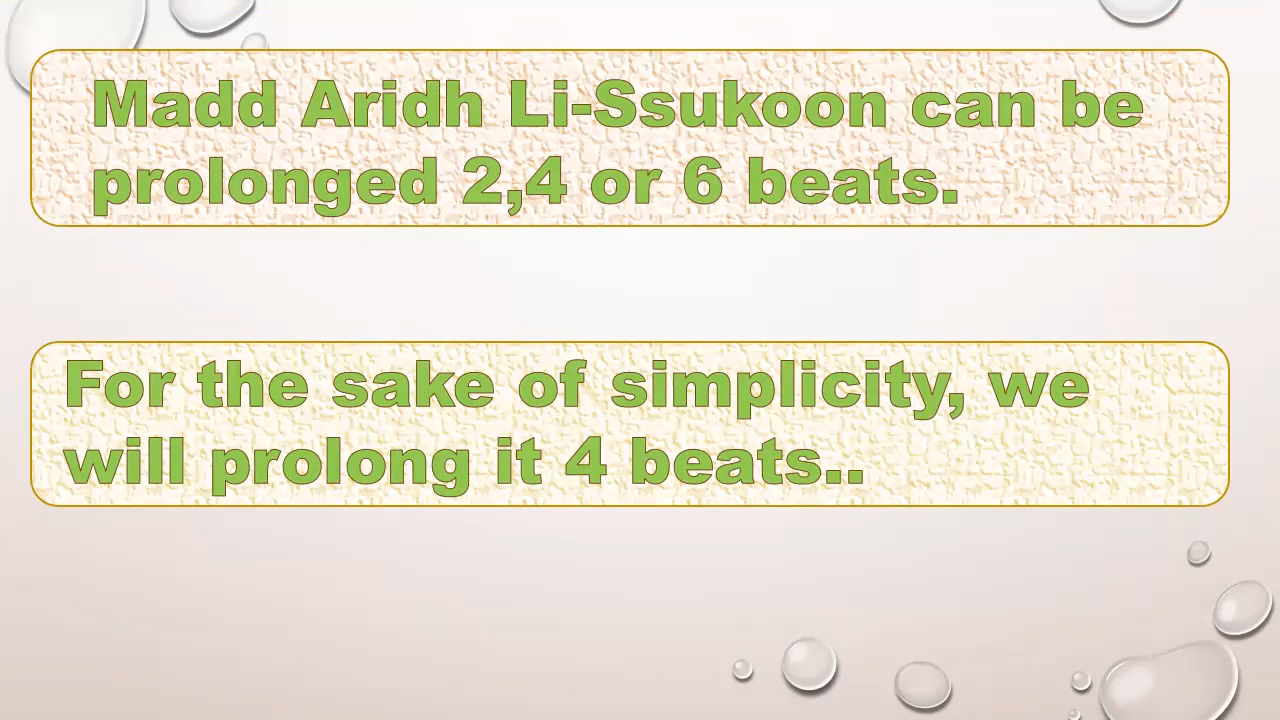 Madd Aridh Li-Ssukoon can be
prolonged 2,4 or 6 beats.
For the sake of simplicity, we
will prolong it 4 beats..